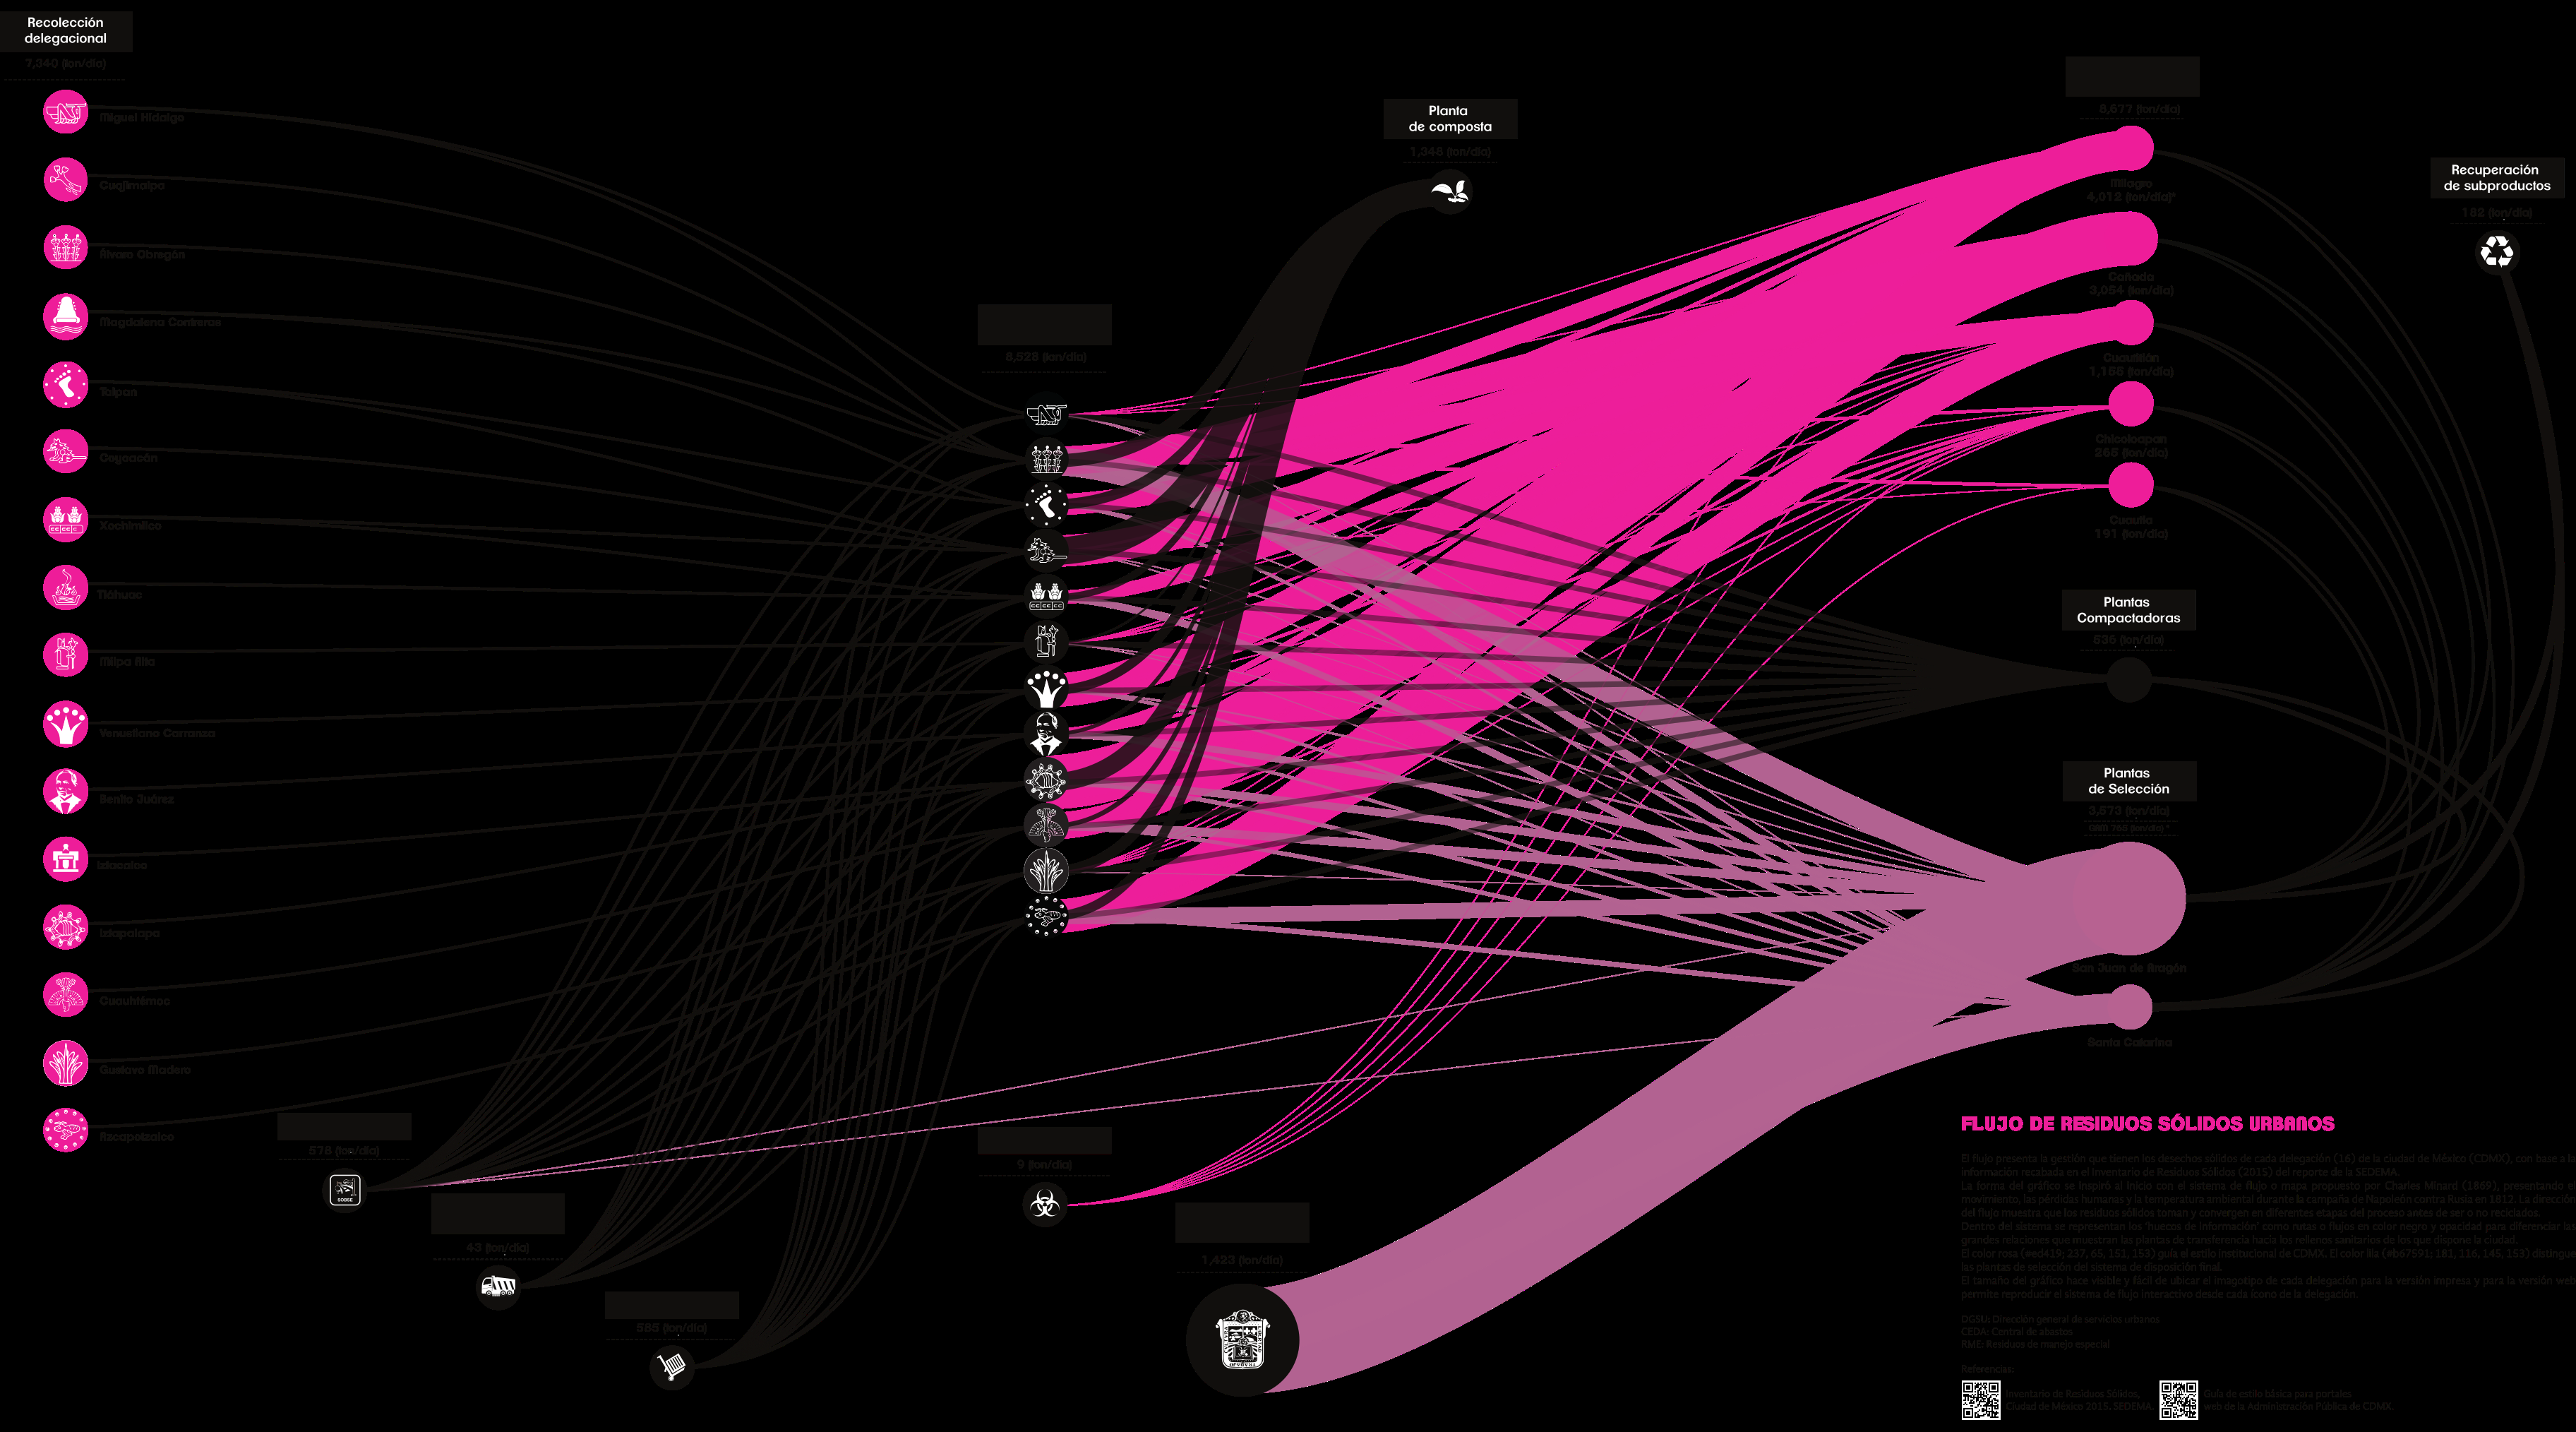 Recolección
delegacional
7,340 (ton/día)
Miguel Hidalgo
Cuajimalpa
Álvaro Obregón
Magdalena Contreras
Tlalpan
Coyoacán
Xochimilco
Tláhuac
Milpa Alta
Venustiano Carranza
Benito Juárez
Iztacalco
Iztapalapa
Cuauhtémoc
Gustavo Madero
Azcapotzalco
576 (ton/día)
SOBSE
43 (ton/día)
585 (ton/día)
8,528 (ton/día)
9 (ton/día)
1,423 (ton/día)
Planta
de composta
1,346 (ton/día)
8,677 (ton/día)
Milagro
4,012 (ton/día)*
Cañada
3,054 (ton/día)
Cuautitlán
1,166 (ton/día)
Chicoloapan
265 (ton/día)
Cuautla
191 (ton/día)
Plantas
Compactadoras
536 (ton/día)
Plantas
de Selección
3,573 (ton/día)
San Juan de Aragón
Santa Catarina
Recuperación
de subproductos
182 (ton/día)
FLUJO DE RESIDUOS SÓLIDOS URBANOS
El flujo presenta la gestión que tienen los desechos sólidos de cada delegación (16) de la ciudad de México (CDMX), con base a la
información recabada en el Inventario de Residuos Sólidos (2015) del reporte de la SEDEMA.
La forma del gráfico se inspiró al inicio con el sistema de flujo o mapa propuesto por Charles Minard (1869), presentando el
movimiento, las pérdidas humanas y la temperatura ambiental durante la campaña de Napoleón contra Rusia en 1812. La dirección
del flujo muestra que los residuos sólidos toman y convergen en diferentes etapas del proceso antes de ser o no reciclados.
Dentro del sistema se representan los 'huecos de información' como rutas o flujos en color negro y opacidad para diferenciar las
grandes relaciones que muestran las plantas de transferencia hacía los rellenos sanitarios de los que dispone la ciudad.
El color rosa (#ed419; 237, 65, 151, 153) guía el estilo institucional de CDMX. El color lila (#b67591; 181, 116, 145, 153) distingue
las plantas de selección del sistema de disposición final.
El tamaño del gráfico hace visible y fácil de ubicar el imagotipo de cada delegación para la versión impresa y para la versión web
permite reproducir el sistema de flujo interactivo desde cada ícono de la delegación.
DGSU: Dirección general de servicios urbanos
CEDA: Central de abastos
RME: Residuos de manejo especial
Referencias:
Inventario de Residuos Sólidos,
Ciudad de México 2015. SEDEMA.
Guía de estilo básica para portales
web de la Administración Pública de CDMX.